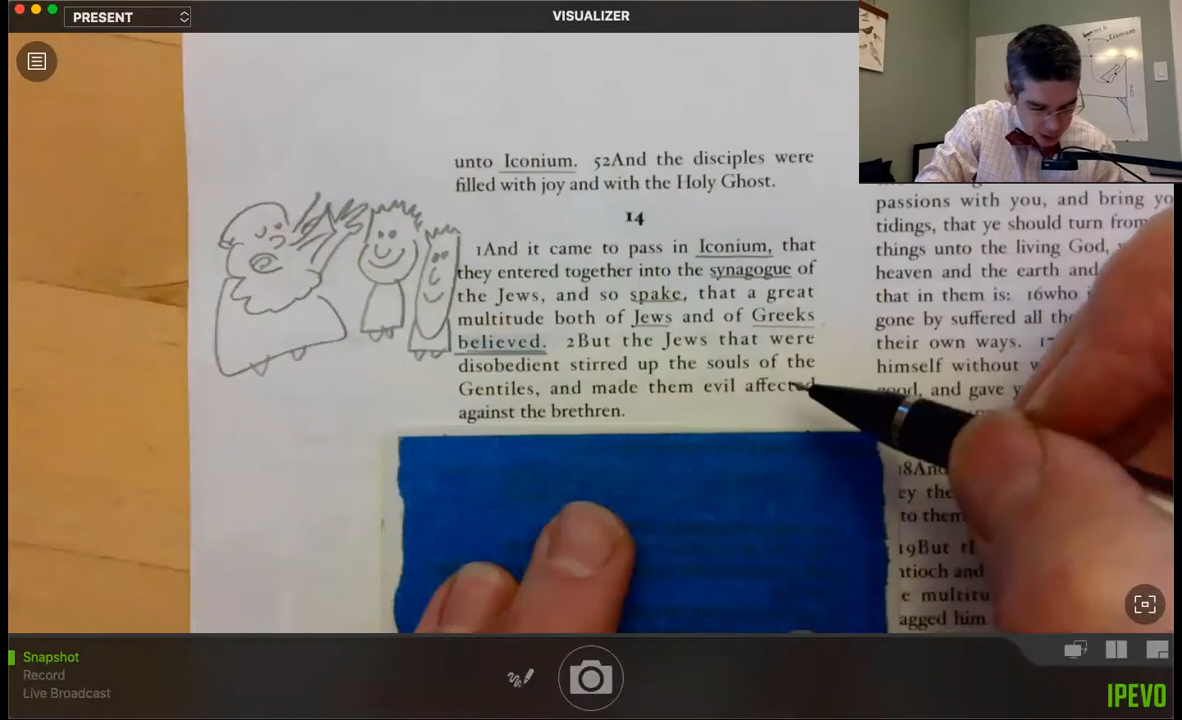 PRESENT
VISUALIZER
unto Iconium. 52And the disciples were
filled with joy and with the Holy Ghost.
14
1And it came to pass in Iconium, that
they entered together into the synagogue of
the Jews, and so spake, that a great
multitude both of Jews and of Greeks
believed. 2But the Jews that were
disobedient stirred up the souls of the
Gentiles, and made them evil affected
against the brethren.
passions with you, and bring
tidings, that ye should turn from
things unto the living God,
heaven and the earth and
that in them is: 16who
gone by suffered all
their own ways.
himself without
good, and gave
18And
to them
19But
and
him
Snapshot
Record
Live Broadcast
IPEVO